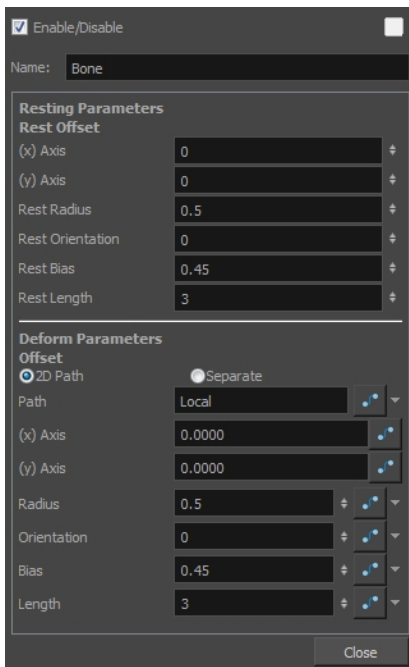 Enable/Disable
Name: Bone
Resting Parameters
Rest Offset
(x) Axis 0
(y) Axis 0
Rest Radius 0.5
Rest Orientation 0
Rest Bias 0.45
Rest Length 3
Deform Parameters
Offset
2D Path Separate
Path Local
(x) Axis 0.0000
(y) Axis 0.0000
Radius 0.5
Orientation 0
Bias 0.45
Length 3
Close